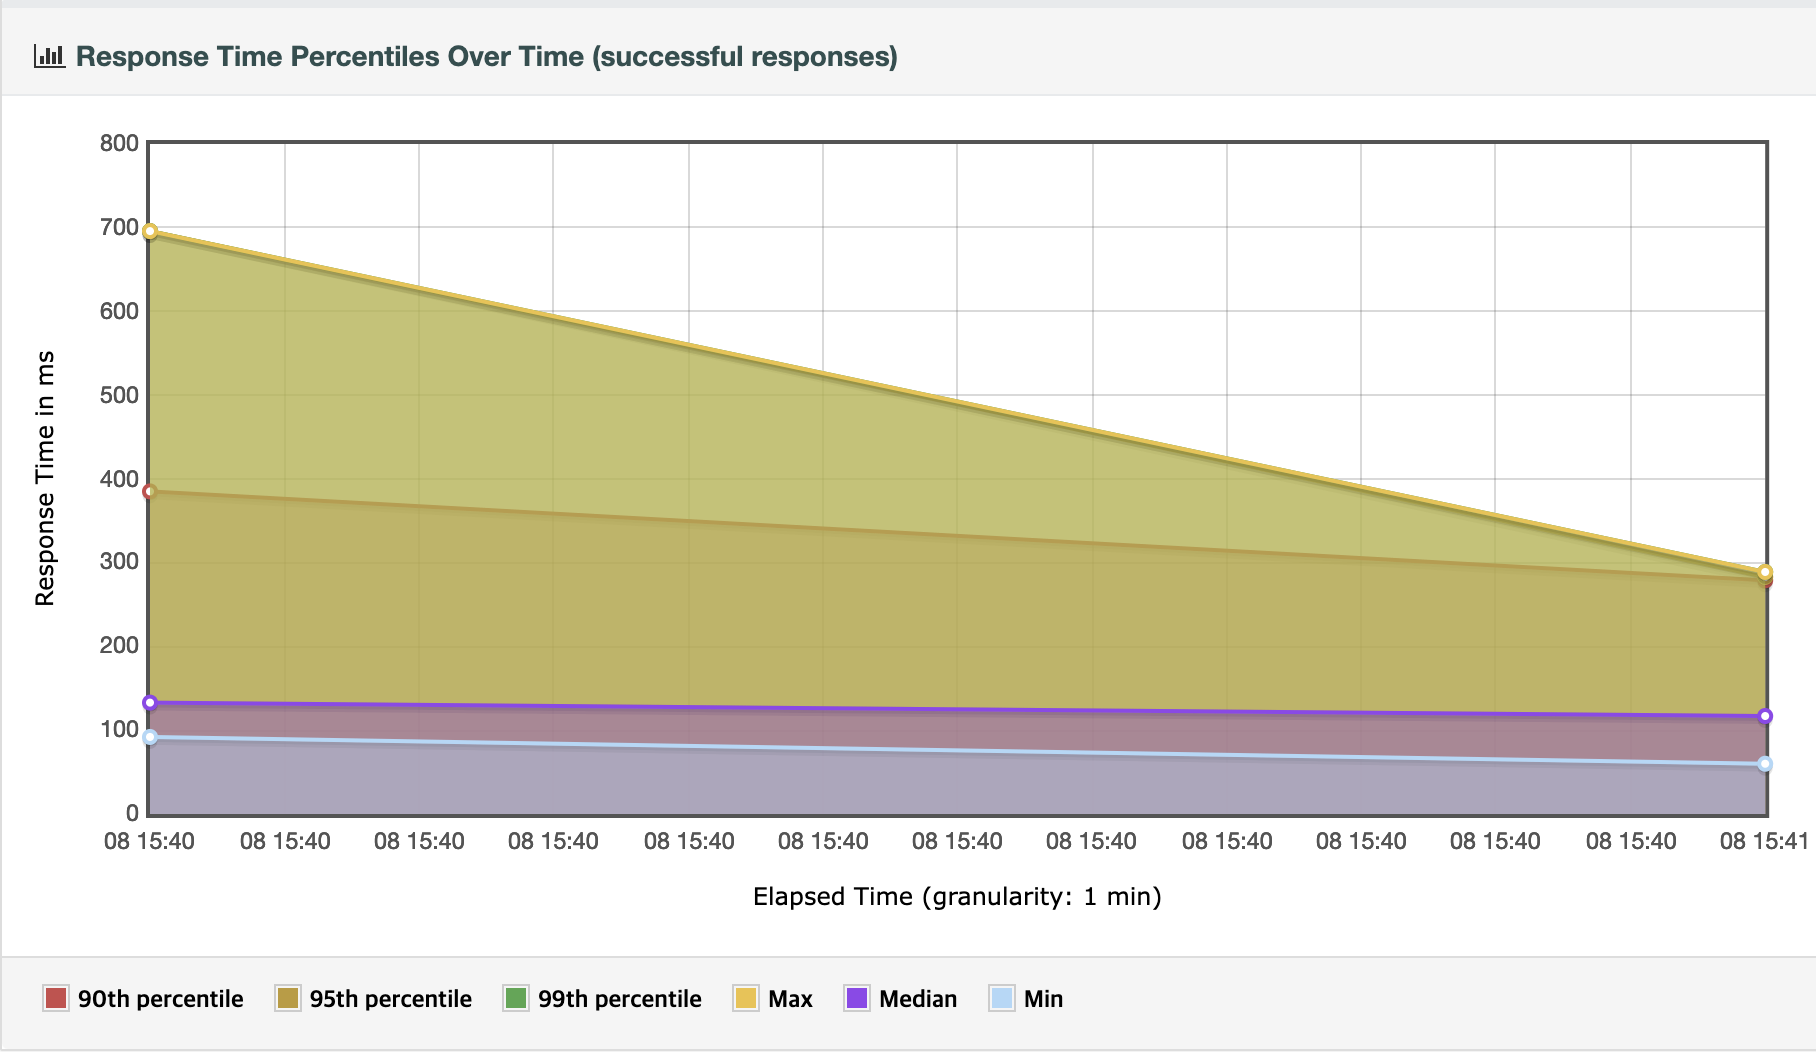 Response Time Percentiles Over Time (successful responses)
800
700
600
500
400
300
200
100
0
Response Time in ms
08 15:40 08 15:40 08 15:40 08 15:40 08 15:40 08 15:40 08 15:40 08 15:40 08 15:40 08 15:40 08 15:40 08 15:40 08 15:41
Elapsed Time (granularity: 1 min)
90th percentile 95th percentile 99th percentile Max Median Min